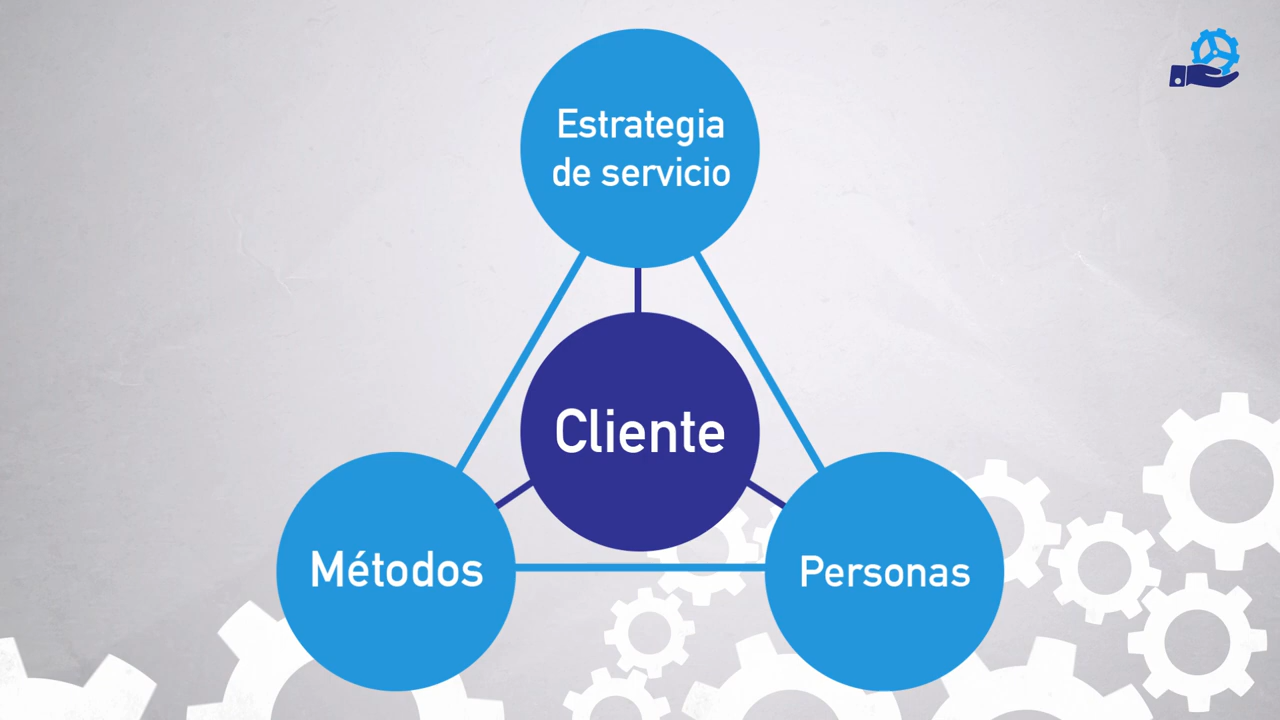 Estrategia
de servicio
Cliente
Métodos
Personas